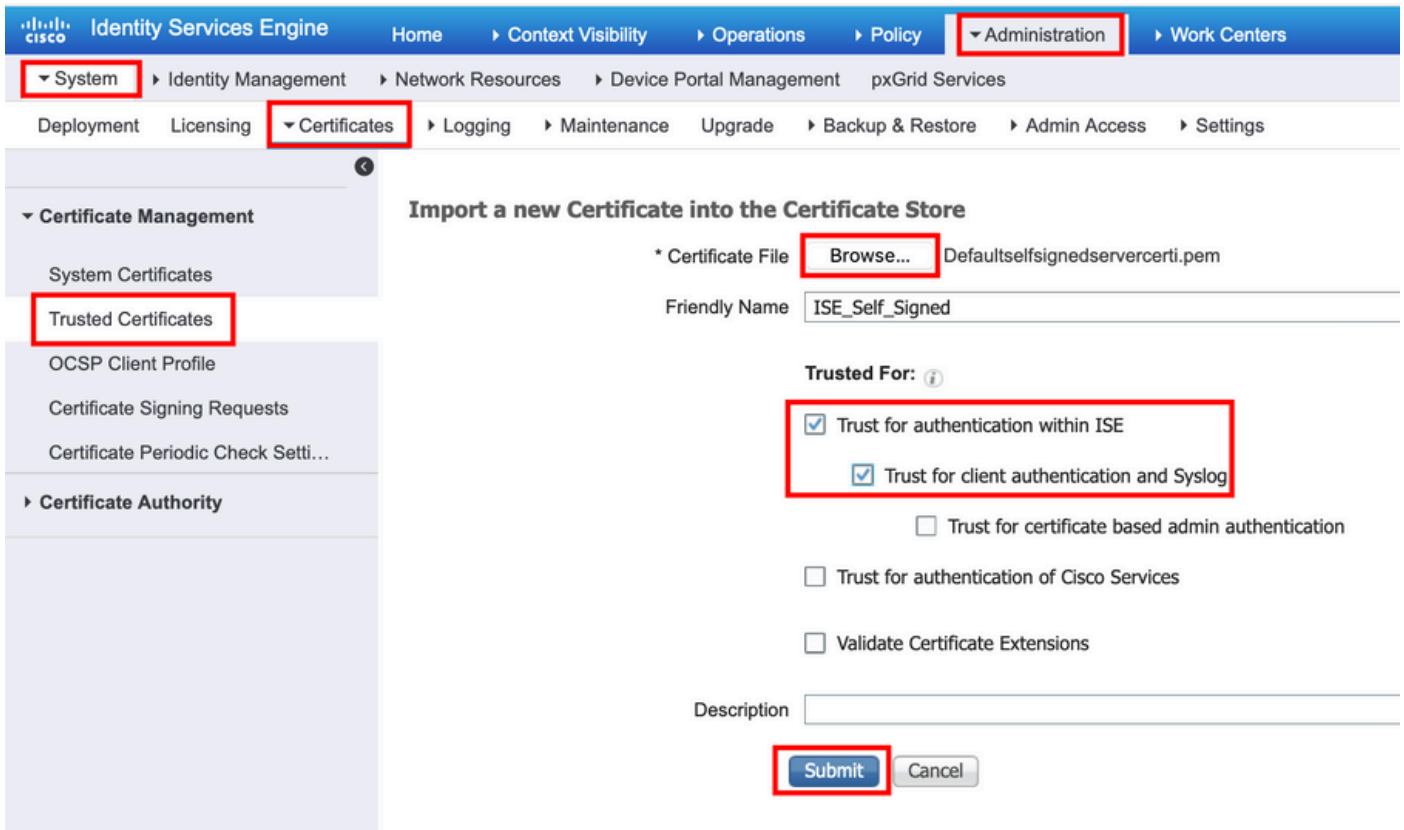 cisco Identity Services Engine Home Context Visibility Operations Policy Administration Work Centers
System Identity Management Network Resources Device Portal Management pxGrid Services
Deployment Licensing Certificates Logging Maintenance Upgrade Backup & Restore Admin Access Settings
Certificate Management
System Certificates
Trusted Certificates
OCSP Client Profile
Certificate Signing Requests
Certificate Periodic Check Setti...
Certificate Authority
Import a new Certificate into the Certificate Store
* Certificate File Browse... Defaultselfsignedservercerti.pem
Friendly Name ISE_Self_Signed
Trusted For: i
Trust for authentication within ISE
Trust for client authentication and Syslog
Trust for certificate based admin authentication
Trust for authentication of Cisco Services
Validate Certificate Extensions
Description
Submit Cancel